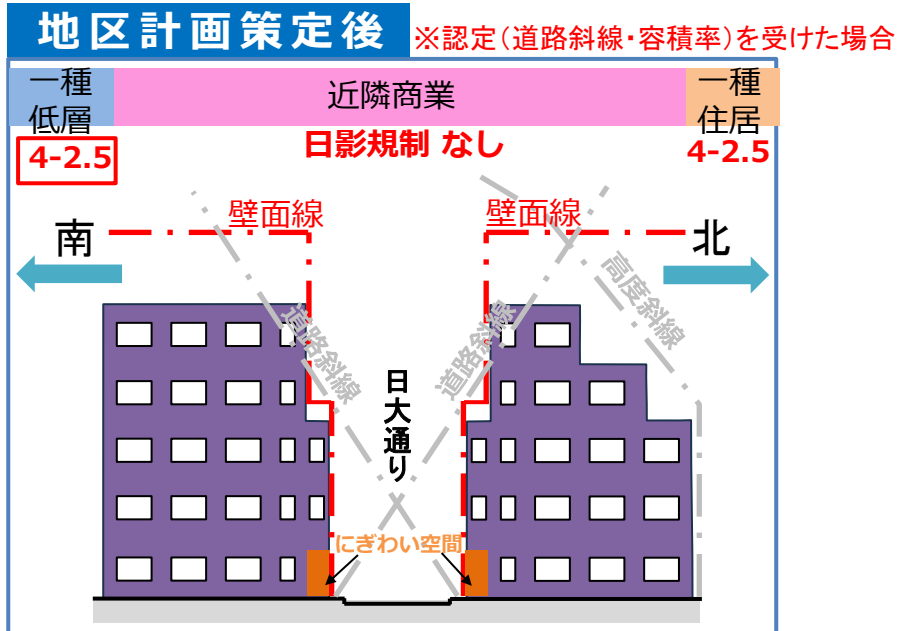 地区計画策定後
※認定(道路斜線・容積率)を受けた場合
一種
低層
近隣商業
一種
住居
4-2.5
日影規制 なし
4-2.5
壁面線
壁面線
南
北
高度斜線
道路斜線
道路斜線
日大通り
にぎわい空間